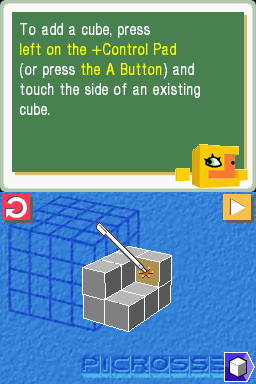 To add a cube, press
left on the +Control Pad
(or press the A Button) and
touch the side of an existing
cube.
PICROSS